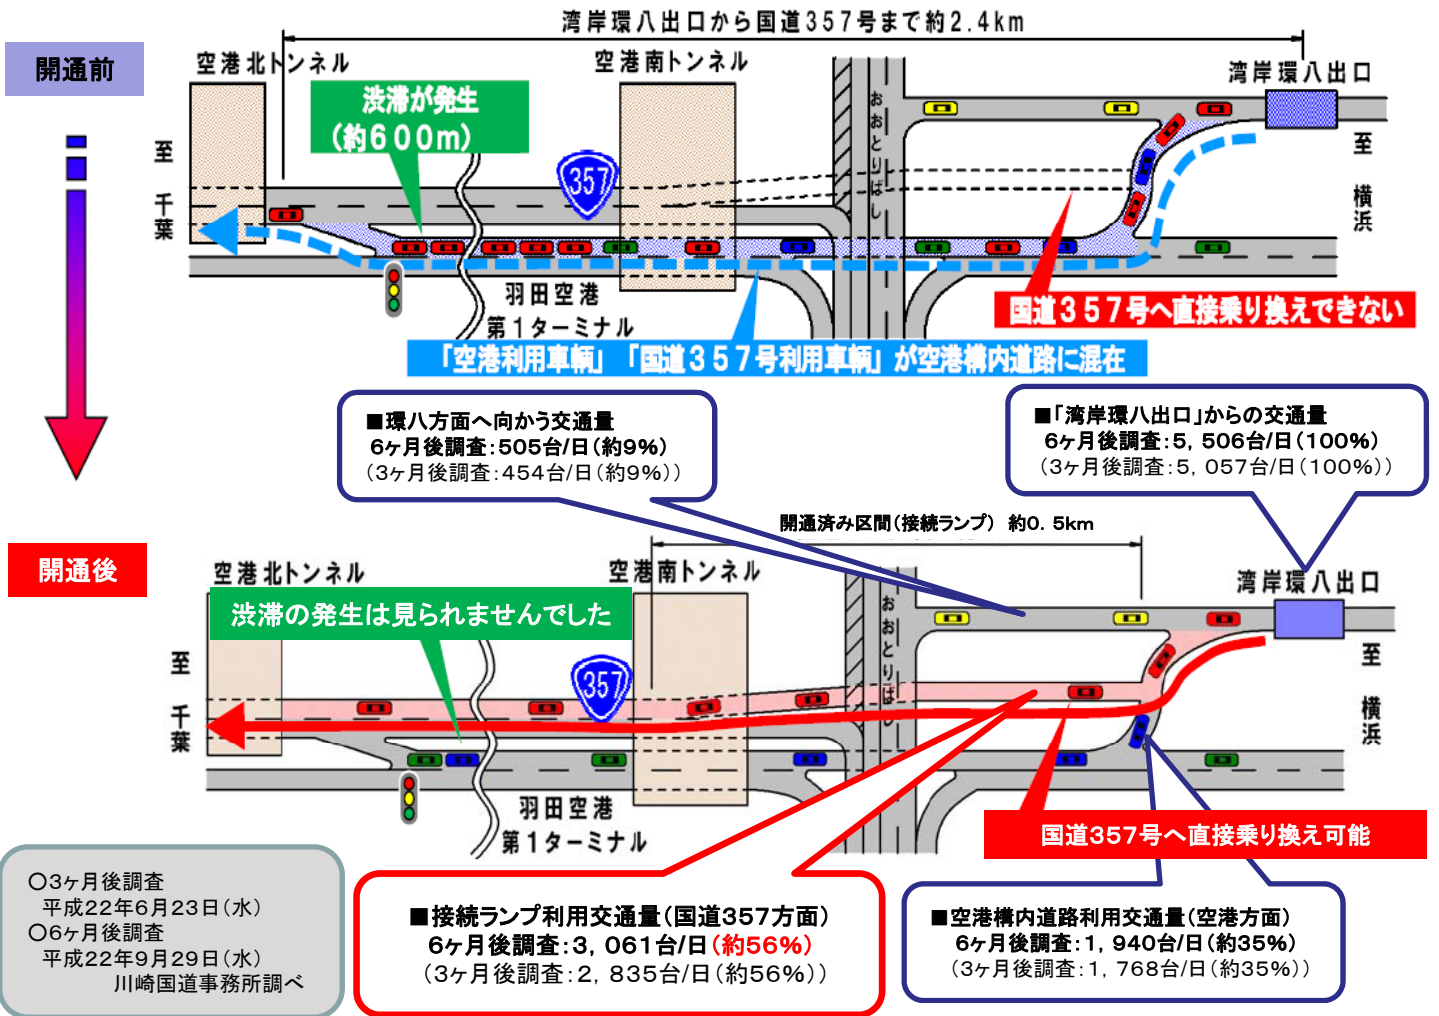 湾岸環八出口から国道357号まで約2.4km
開通前
空港北トンネル
空港南トンネル
湾岸環八出口
渋滞が発生
(約600m)
おおとりばし
至 千葉
至 横浜
357
羽田空港
第1ターミナル
国道357号へ直接乗り換えできない
「空港利用車輌」「国道357号利用車輌」が空港構内道路に混在
■環八方面へ向かう交通量
6ヶ月後調査:505台/日(約9%)
(3ヶ月後調査:454台/日(約9%))
■「湾岸環八出口」からの交通量
6ヶ月後調査:5,506台/日(100%)
(3ヶ月後調査:5,057台/日(100%))
開通済み区間(接続ランプ) 約0.5km
開通後
空港北トンネル
空港南トンネル
湾岸環八出口
渋滞の発生は見られませんでした
おおとりばし
至 千葉
至 横浜
357
羽田空港
第1ターミナル
国道357号へ直接乗り換え可能
○3ヶ月後調査
平成22年6月23日(水)
○6ヶ月後調査
平成22年9月29日(水)
川崎国道事務所調べ
■接続ランプ利用交通量(国道357方面)
6ヶ月後調査:3,061台/日(約56%)
(3ヶ月後調査:2,835台/日(約56%))
■空港構内道路利用交通量(空港方面)
6ヶ月後調査:1,940台/日(約35%)
(3ヶ月後調査:1,768台/日(約35%))